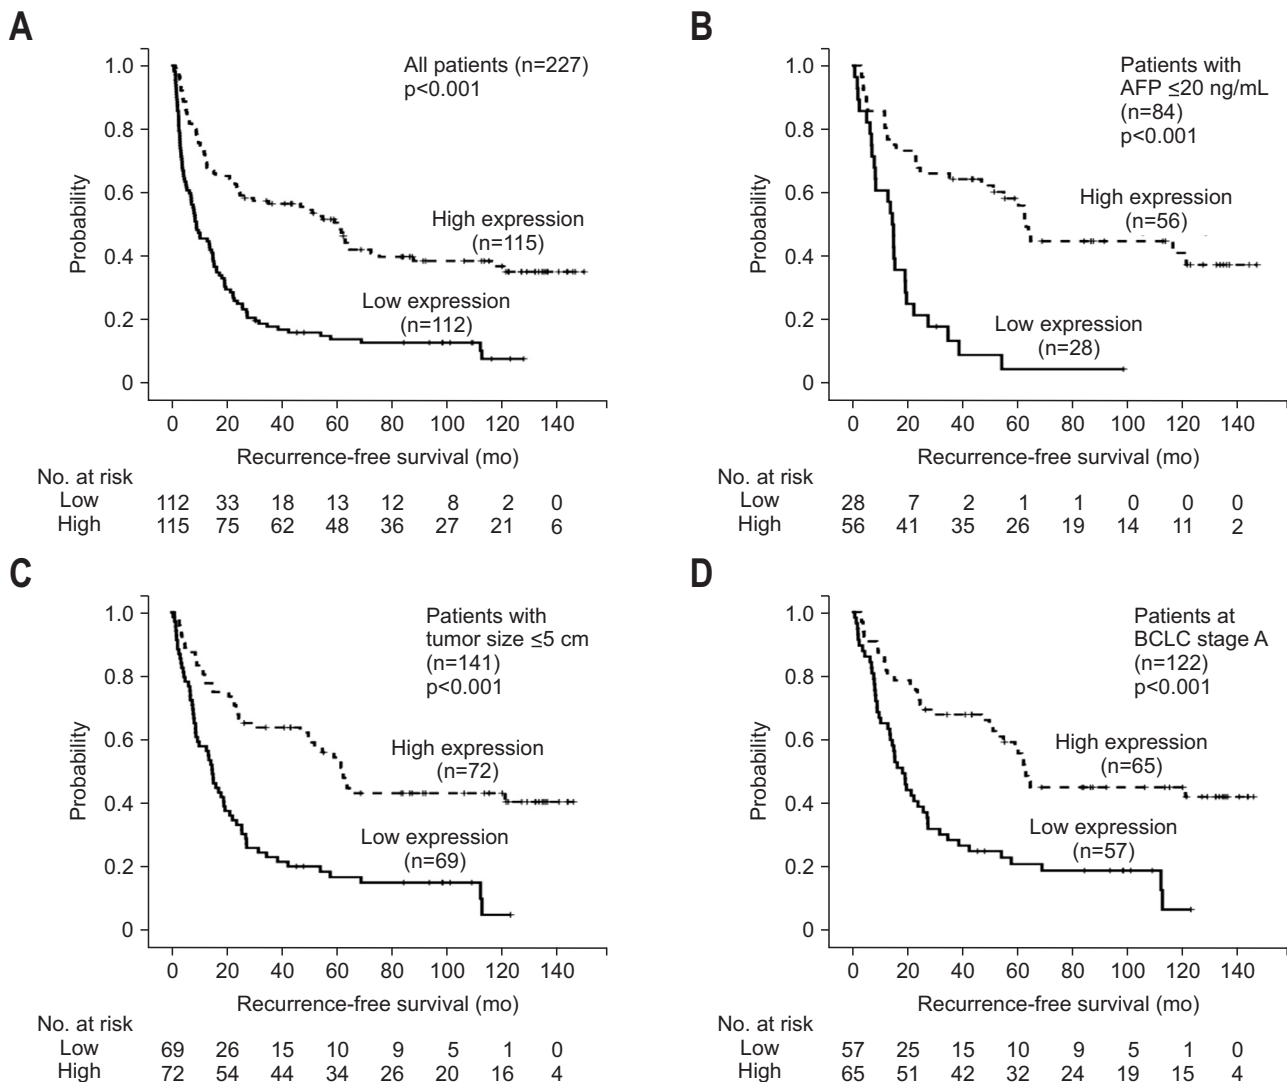 A
All patients (n=227)
p<0.001
1.0
0.8
0.6
0.4
0.2
0
Probability
High expression
(n=115)
Low expression
(n=112)
0 20 40 60 80 100 120 140
Recurrence-free survival (mo)
No. at risk
Low 112 33 18 13 12 8 2 0
High 115 75 62 48 36 27 21 6
B
Patients with
AFP ≤20 ng/mL
(n=84)
p<0.001
1.0
0.8
0.6
0.4
0.2
0
Probability
High expression
(n=56)
Low expression
(n=28)
0 20 40 60 80 100 120 140
Recurrence-free survival (mo)
No. at risk
Low 28 7 2 1 1 0 0 0
High 56 41 35 26 19 14 11 2
C
Patients with
tumor size ≤5 cm
(n=141)
p<0.001
1.0
0.8
0.6
0.4
0.2
0
Probability
High expression
(n=72)
Low expression
(n=69)
0 20 40 60 80 100 120 140
Recurrence-free survival (mo)
No. at risk
Low 69 26 15 10 9 5 1 0
High 72 54 44 34 26 20 16 4
D
Patients at
BCLC stage A
(n=122)
p<0.001
1.0
0.8
0.6
0.4
0.2
0
Probability
High expression
(n=65)
Low expression
(n=57)
0 20 40 60 80 100 120 140
Recurrence-free survival (mo)
No. at risk
Low 57 25 15 10 9 5 1 0
High 65 51 42 32 24 19 15 4